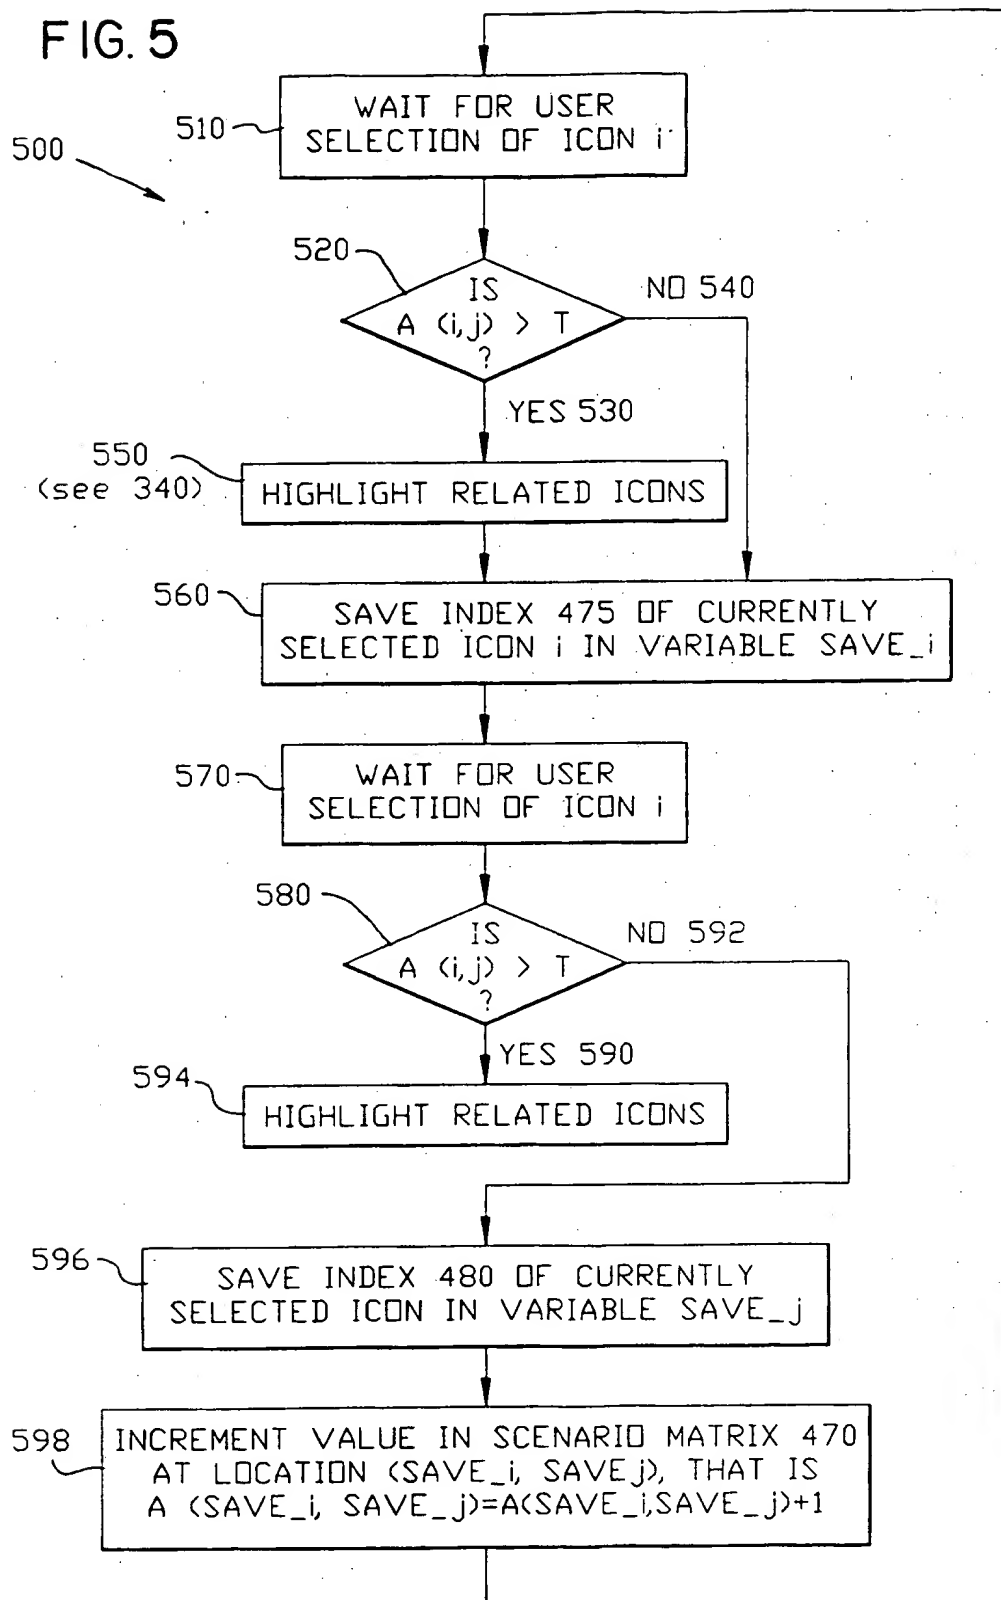 FIG. 5
500
510
WAIT FOR USER
SELECTION OF ICON i
520
IS
A (i,j) > T
?
NO 540
YES 530
550
(see 340)
HIGHLIGHT RELATED ICONS
560
SAVE INDEX 475 OF CURRENTLY
SELECTED ICON i IN VARIABLE SAVE_i
570
WAIT FOR USER
SELECTION OF ICON i
580
IS
A (i,j) > T
?
NO 592
YES 590
594
HIGHLIGHT RELATED ICONS
596
SAVE INDEX 480 OF CURRENTLY
SELECTED ICON IN VARIABLE SAVE_j
598
INCREMENT VALUE IN SCENARIO MATRIX 470
AT LOCATION (SAVE_i, SAVEj), THAT IS
A (SAVE_i, SAVE_j)=A(SAVE_i,SAVE_j)+1